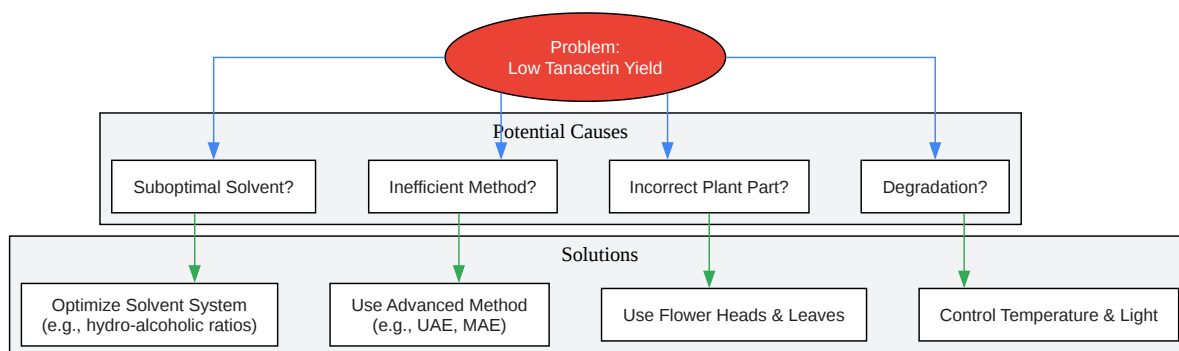 Problem:
Low Tanacetin Yield
Potential Causes
Suboptimal Solvent?
Inefficient Method?
Incorrect Plant Part?
Degradation?
Solutions
Optimize Solvent System
(e.g., hydro-alcoholic ratios)
Use Advanced Method
(e.g., UAE, MAE)
Use Flower Heads & Leaves
Control Temperature & Light